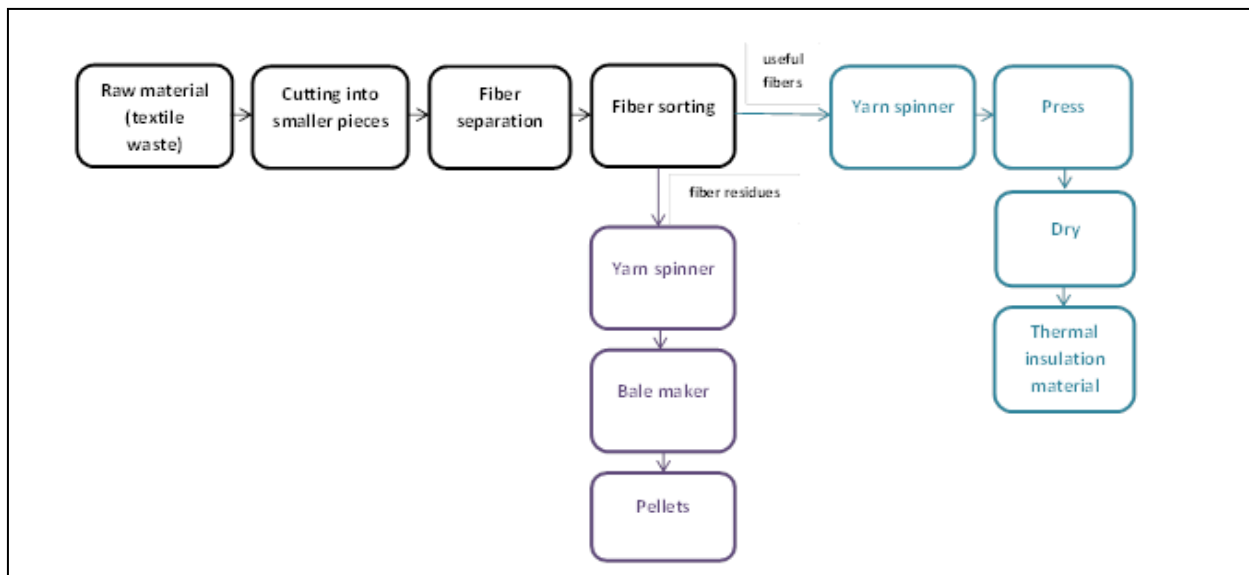 Raw material
(textile
waste)
Cutting into
smaller pieces
Fiber
separation
Fiber sorting
useful
fibers
Yarn spinner
Press
fiber residues
Dry
Yarn spinner
Thermal
insulation
material
Bale maker
Pellets